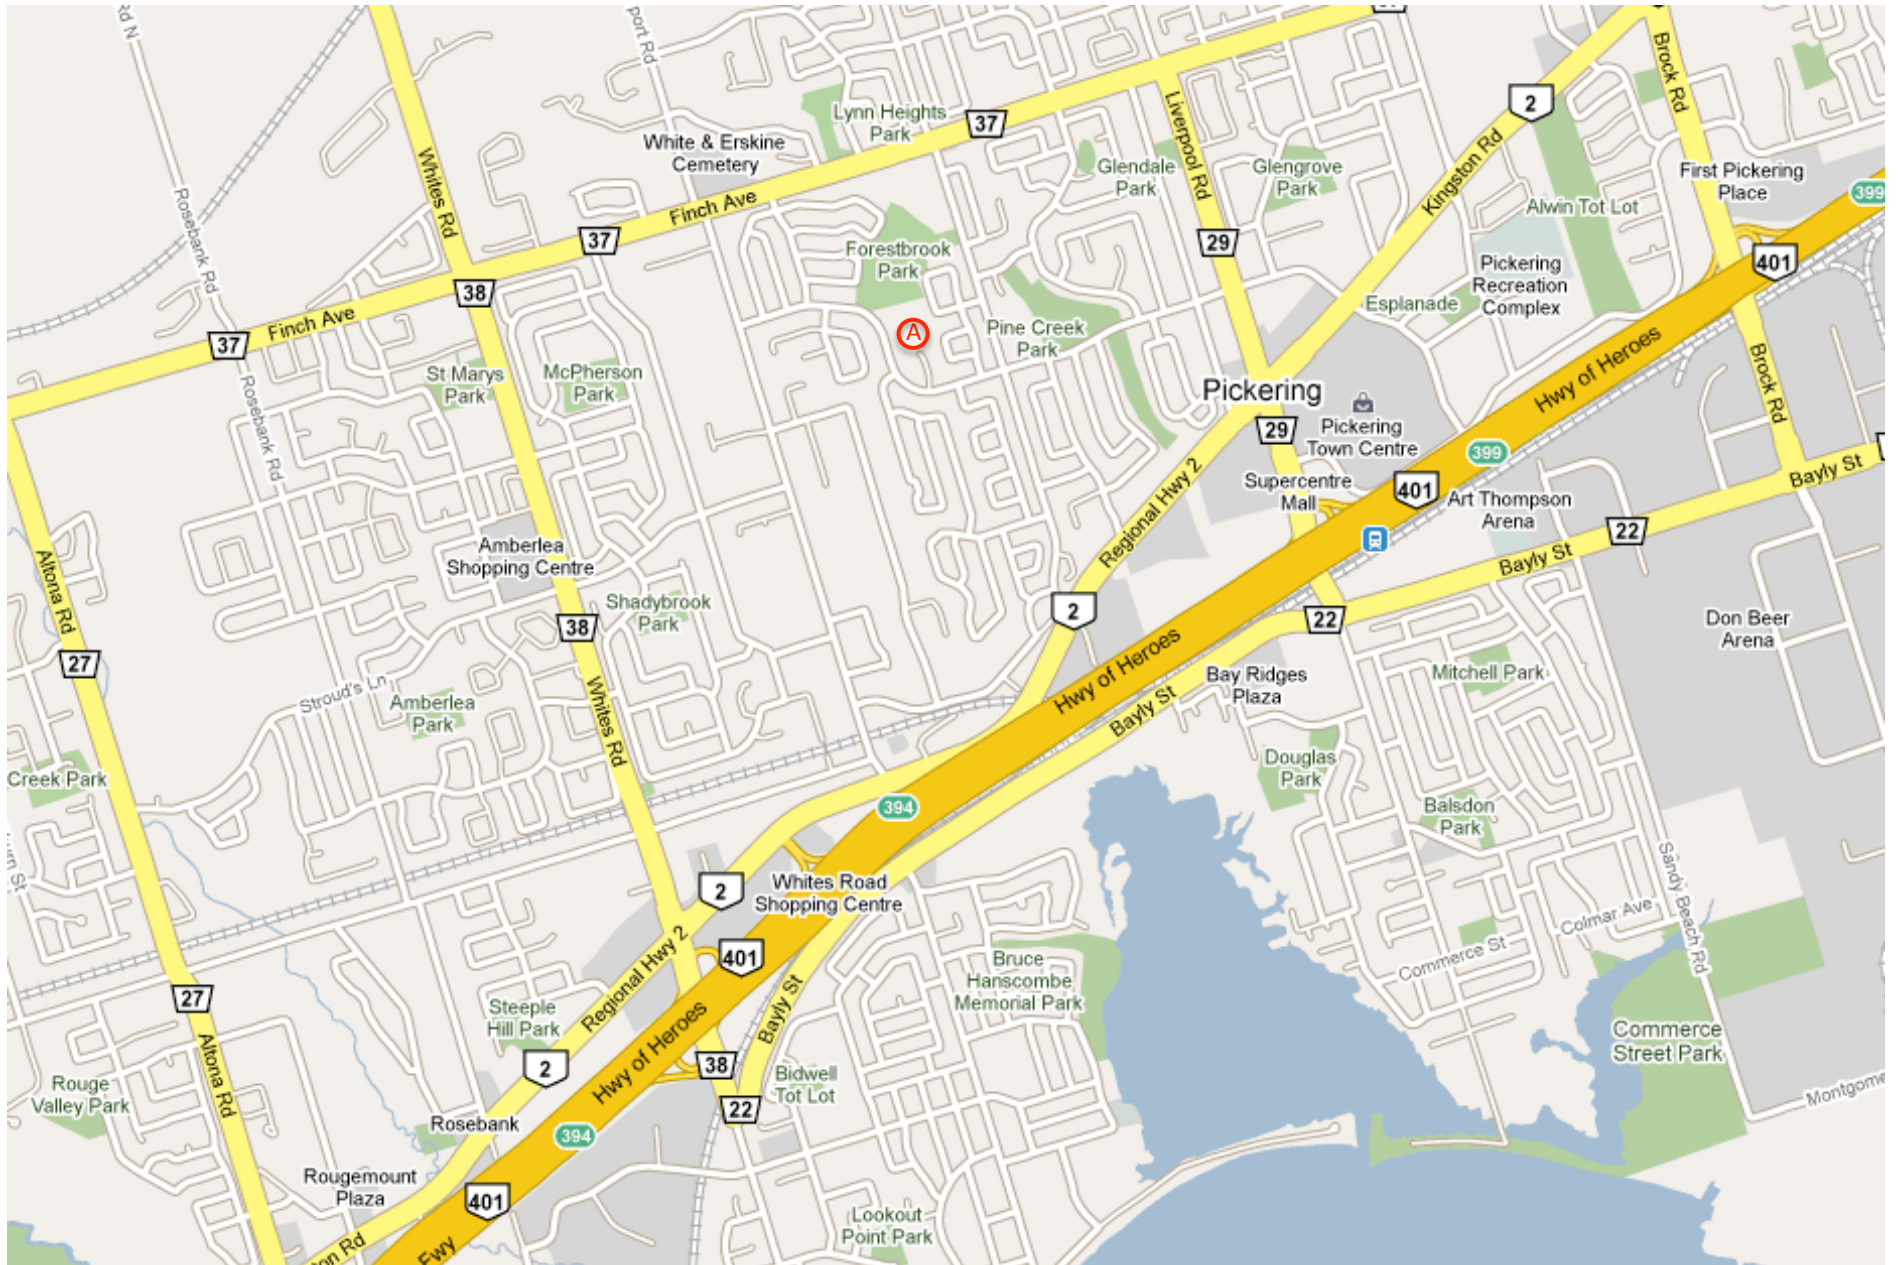 Rd N
port Rd
37
2
Brock Rd
Lynn Heights
Park
37
Liverpool Rd
White & Erskine
Cemetery
Glendale
Park
Glengrove
Park
Kingston Rd
First Pickering
Place
399
Whites Rd
Rosebank Rd
Finch Ave
Alwin Tot Lot
37
29
Forestbrook
Park
401
Pickering
Recreation
Complex
38
Esplanade
Finch Ave
37
A
Pine Creek
Park
Hwy of Heroes
St Marys
Park
McPherson
Park
Pickering
Brock Rd
Rosebank Rd
29
Pickering
Town Centre
399
Bayly St
Supercentre
Mall
401
Art Thompson
Arena
Regional Hwy 2
22
Amberlea
Shopping Centre
Bayly St
Altona Rd
Shadybrook
Park
2
38
22
Don Beer
Arena
27
Hwy of Heroes
Mitchell Park
Bay Ridges
Plaza
Stroud's Ln
Amberlea
Park
Whites Rd
Bayly St
Creek Park
Douglas
Park
394
Balsdon
Park
urn St
Sandy Beach Rd
Whites Road
Shopping Centre
2
Colmar Ave
Regional Hwy 2
401
Commerce St
Bruce
Hanscombe
Memorial Park
27
Steeple
Hill Park
Bayly St
Hwy of Heroes
Commerce
Street Park
Altona Rd
2
38
Rouge
Valley Park
Bidwell
Tot Lot
Montgome
22
Rosebank
394
Rougemount
Plaza
401
Lookout
Point Park
on Rd
Fwy